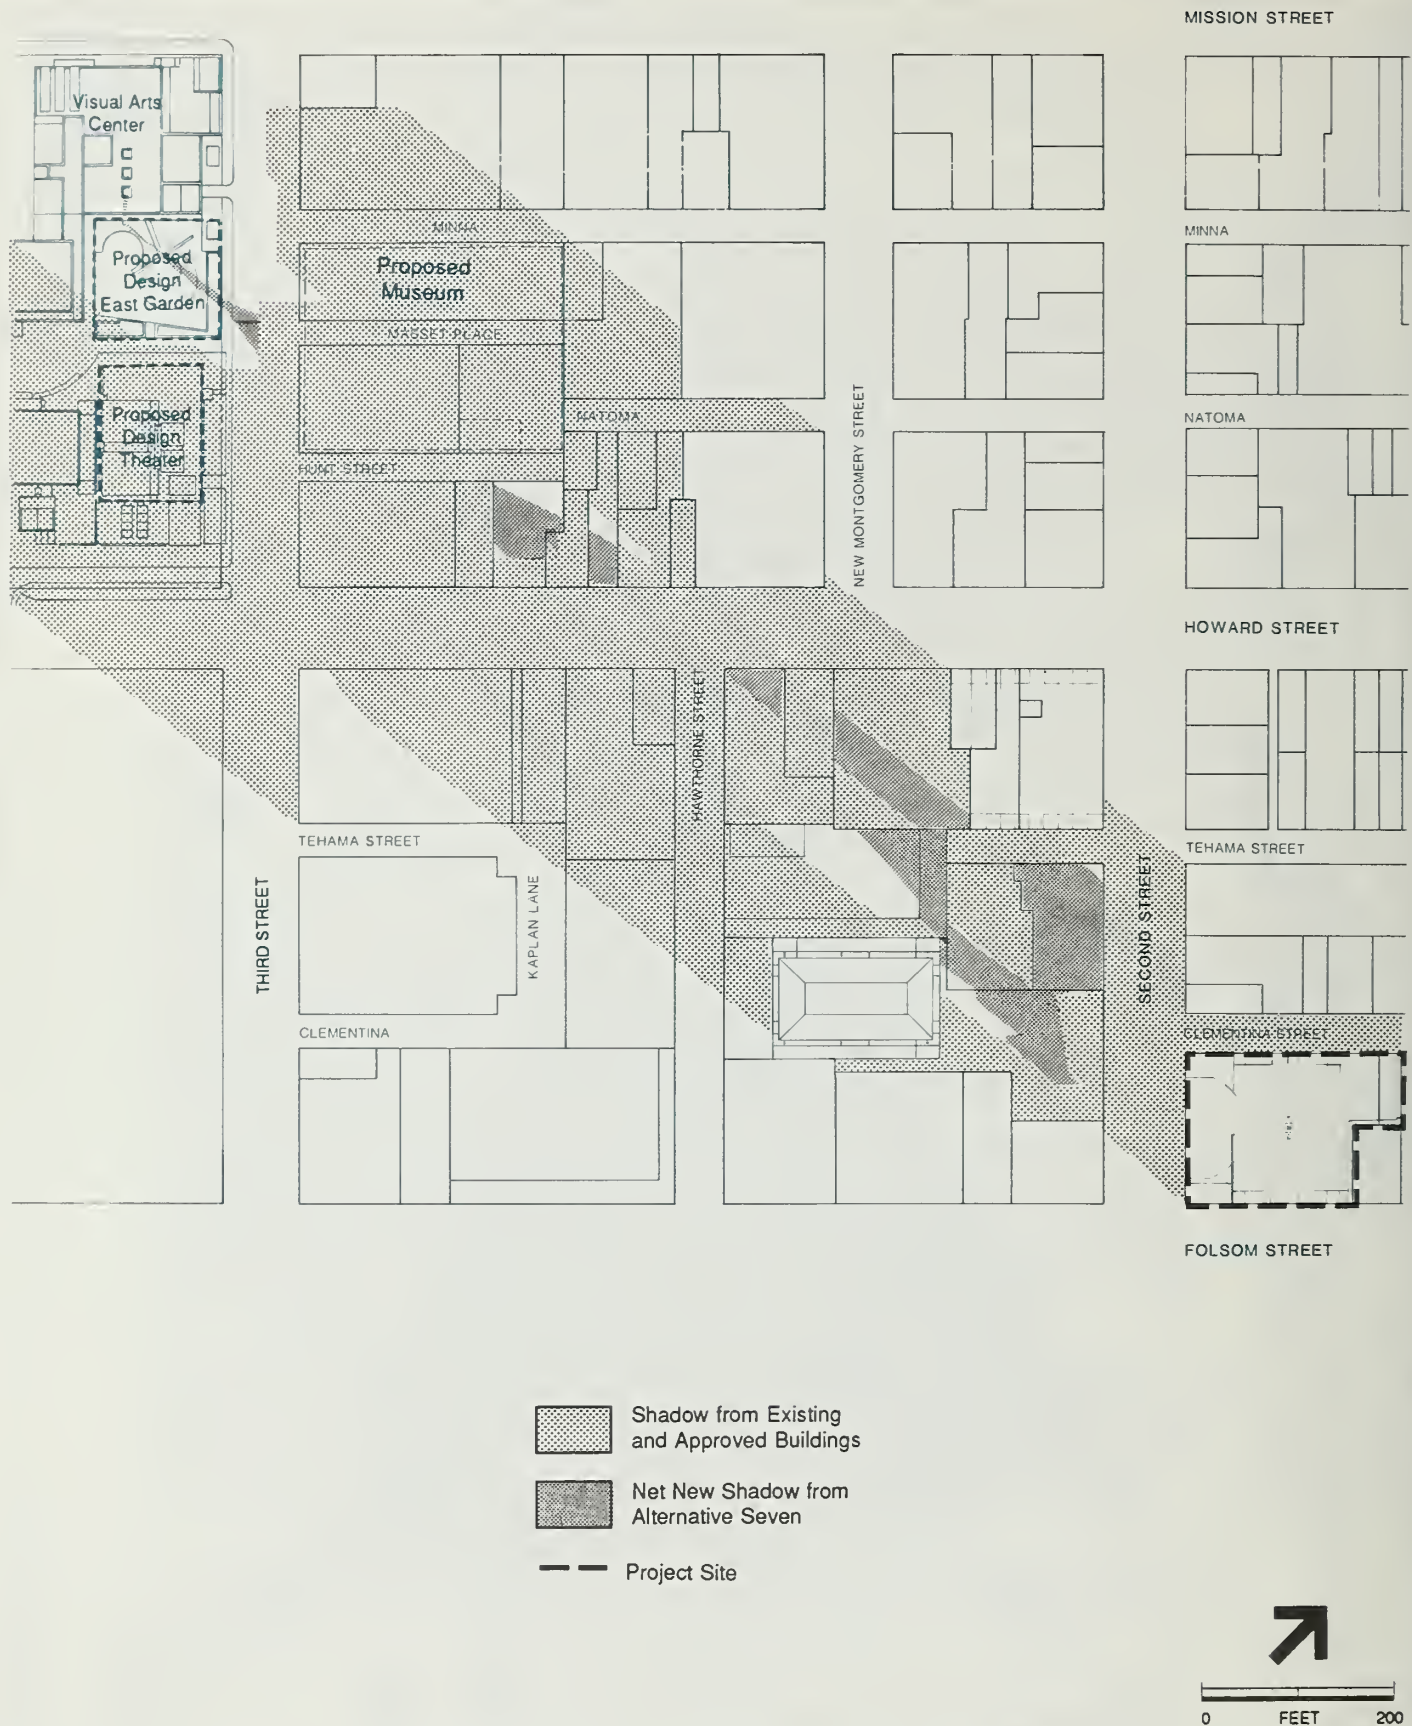 MISSION STREET
Visual Arts
Center
MINNA
MINNA
Proposed
Design
East Garden
Proposed
Museum
MASSET PLACE
NATOMA
NATOMA
Proposed
Design
Theater
HUNT STREET
NEW MONTGOMERY STREET
HOWARD STREET
HAWTHORNE STREET
TEHAMA STREET
TEHAMA STREET
THIRD STREET
KAPLAN LANE
SECOND STREET
CLEMENTINA
CLEMENTINA STREET
FOLSOM STREET
Shadow from Existing
and Approved Buildings
Net New Shadow from
Alternative Seven
Project Site
0 FEET 200